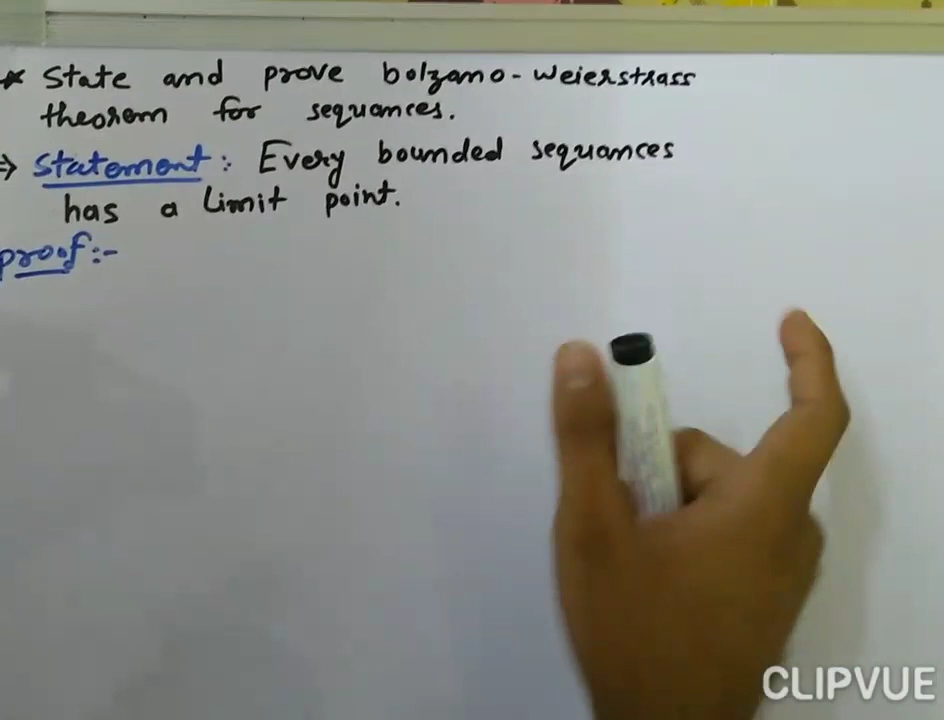 * State and prove bolzano-Weierstrass
theorem for sequances.
⇒ Statement: Every bounded sequances
has a limit point.
proof:-
CLIPVUE